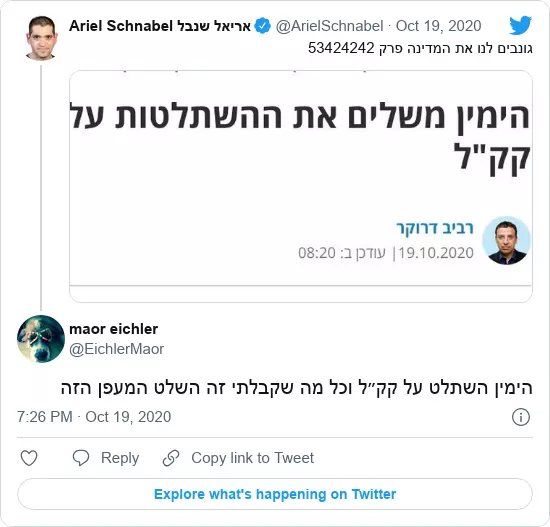 Ariel Schnabel אריאל שנבל @ArielSchnabel · Oct 19, 2020
גונבים לנו את המדינה פרק 53424242
הימין משלים את ההשתלטות על
קק"ל
רביב דרוקר
19.10.2020| עודכן ב: 08:20
maor eichler
@EichlerMaor
הימין השתלט על קק״ל וכל מה שקבלתי זה השלט המעפן הזה
7:26 PM · Oct 19, 2020
Reply
Copy link to Tweet
Explore what's happening on Twitter